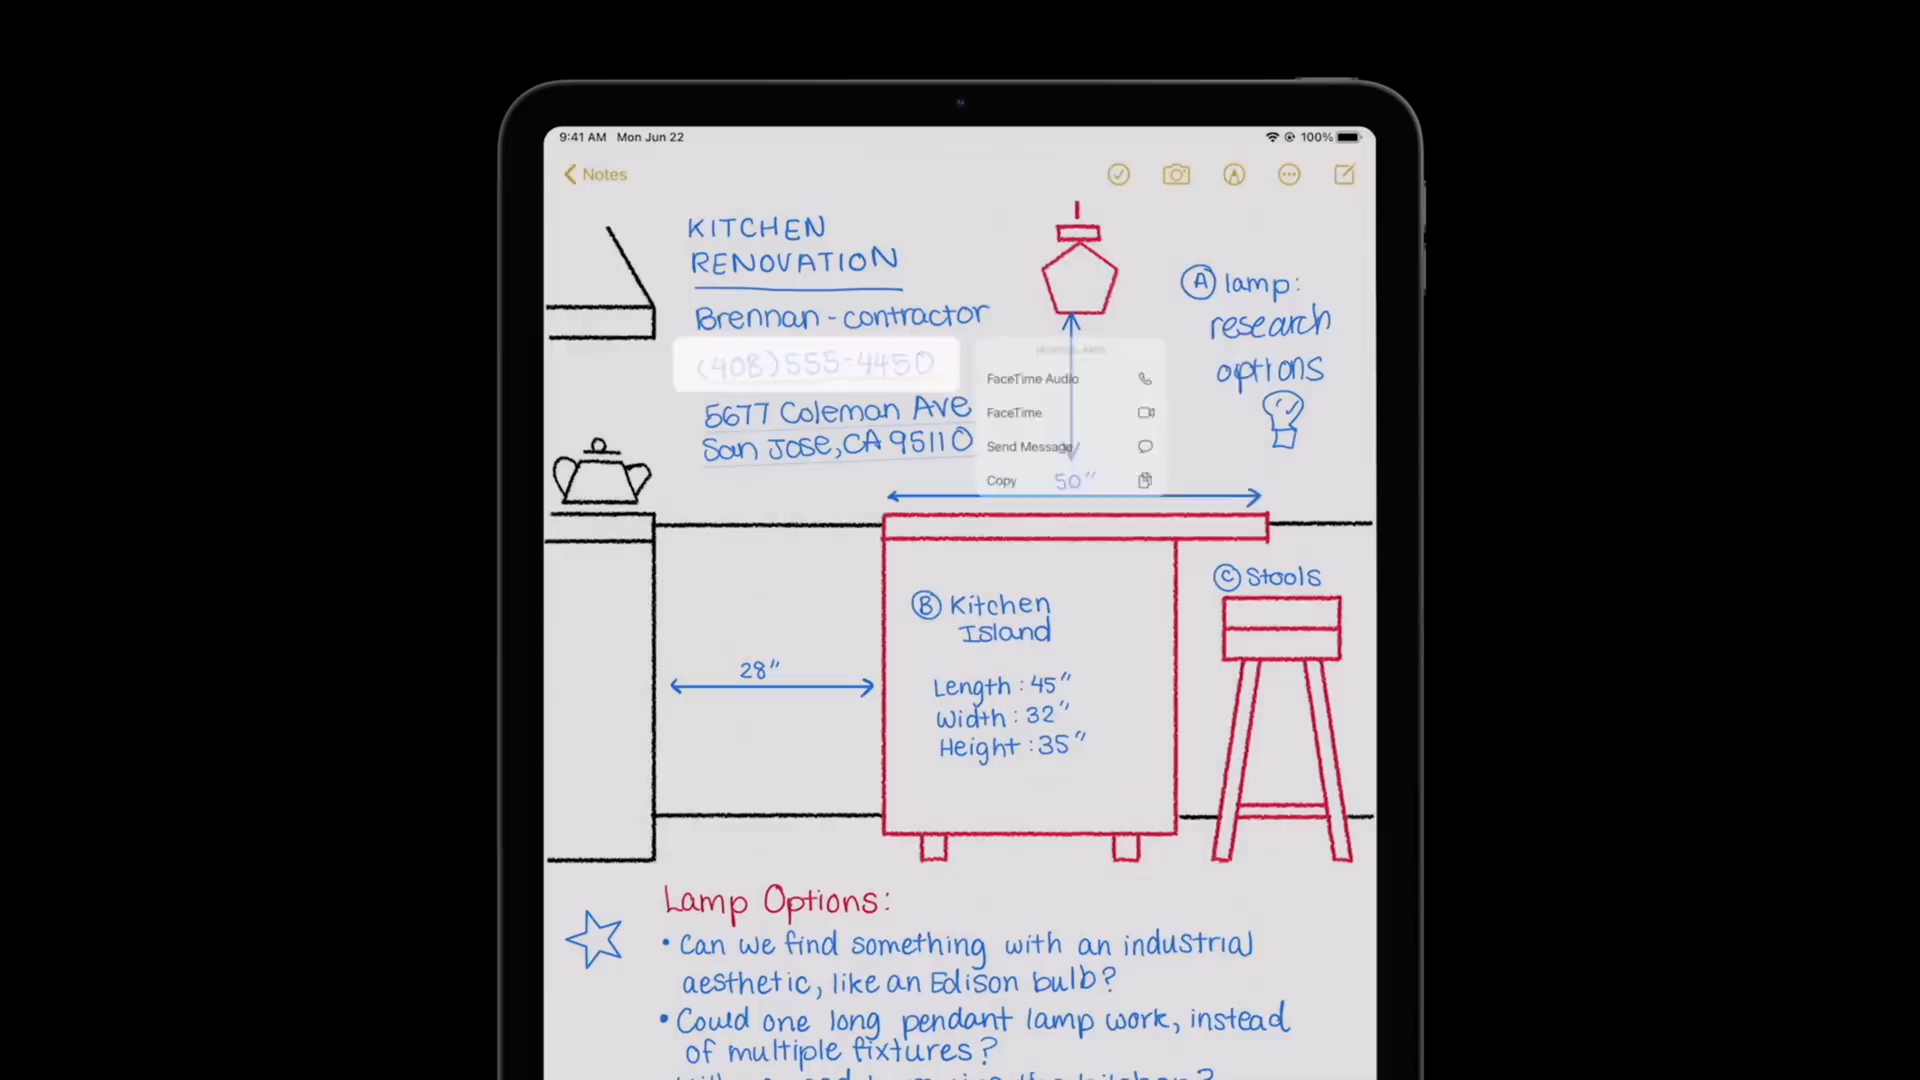 9:41 AM Mon Jun 22
100%
Notes
KITCHEN
RENOVATION
Brennan - contractor
(408) 555-4450
5677 Coleman Ave
San Jose, CA 95110
A lamp:
research
options
FaceTime Audio
FaceTime
Send Message
Copy
50"
28"
B Kitchen
Island
Length : 45"
Width : 32"
Height : 35"
C Stools
Lamp Options:
• Can we find something with an industrial
aesthetic, like an Edison bulb?
• Could one long pendant lamp work, instead
of multiple fixtures?